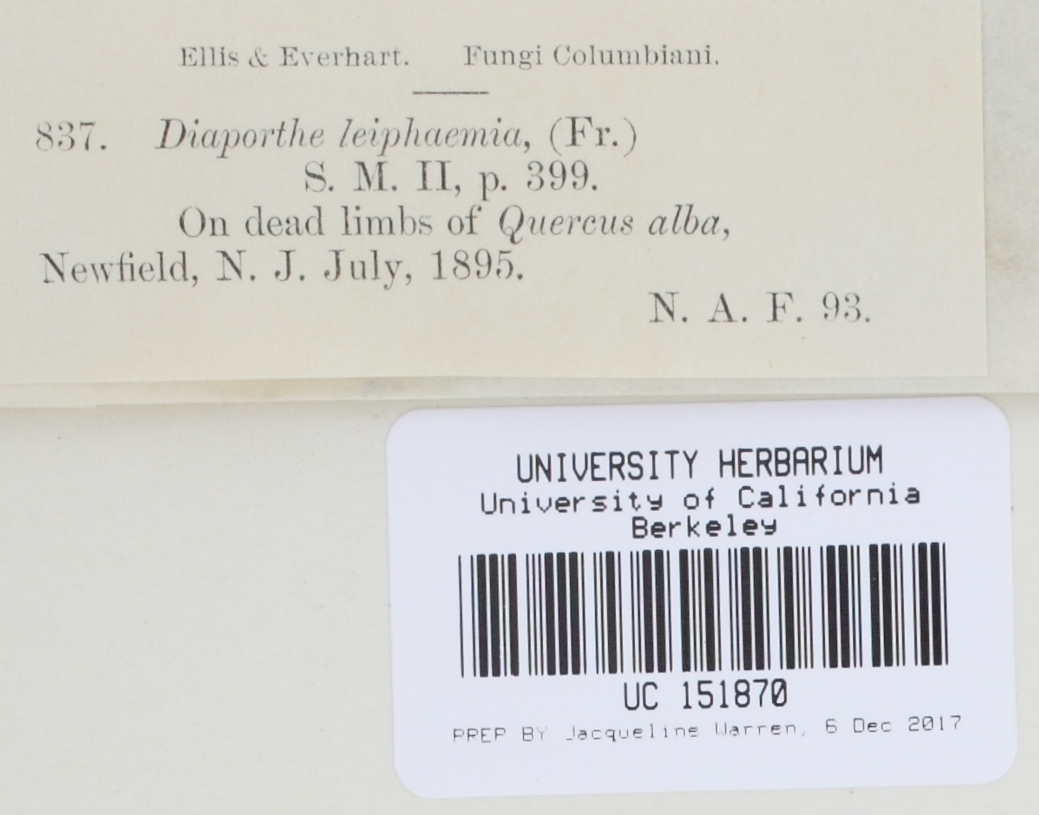 Ellis & Everhart. Fungi Columbiani.
837. Diaporthe leiphaemia, (Fr.)
S. M. II, p. 399.
On dead limbs of Quercus alba,
Newfield, N. J. July, 1895.
N. A. F. 93.
UNIVERSITY HERBARIUM
University of California
Berkeley
UC 151870
PREP BY Jacqueline Warren, 6 Dec 2017